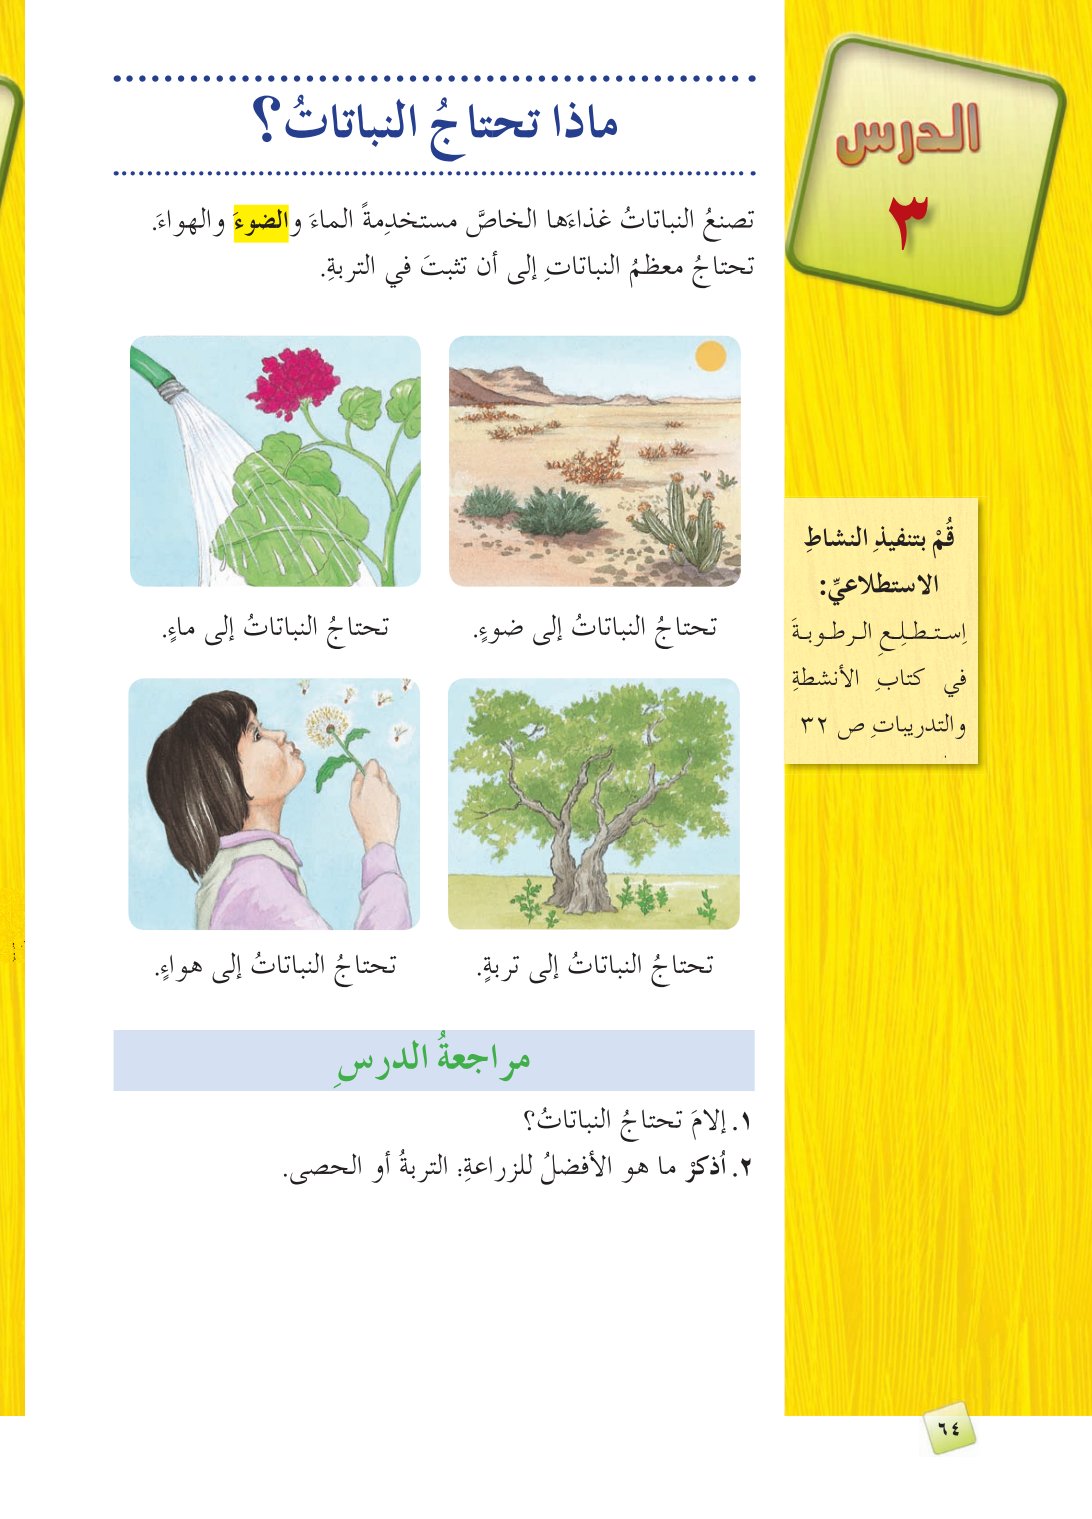 الدرس
٣
ماذا تحتاجُ النباتاتُ؟
تصنعُ النباتاتُ غذاءَها الخاصَّ مستخدِمةً الماءَ والضوءَ والهواءَ.
تحتاجُ معظمُ النباتاتِ إلى أن تثبتَ في التربةِ.
تحتاجُ النباتاتُ إلى ضوءٍ.
تحتاجُ النباتاتُ إلى ماءٍ.
تحتاجُ النباتاتُ إلى تربةٍ.
تحتاجُ النباتاتُ إلى هواءٍ.
قُمْ بتنفيذِ النشاطِ
الاستطلاعيِّ:
اِستطلِعِ الرطوبةَ
في كتابِ الأنشطةِ
والتدريباتِ ص ٣٢
مراجعةُ الدرسِ
١. إلامَ تحتاجُ النباتاتُ؟
٢. اُذكرْ ما هو الأفضلُ للزراعةِ: التربةُ أو الحصى.
٦٤